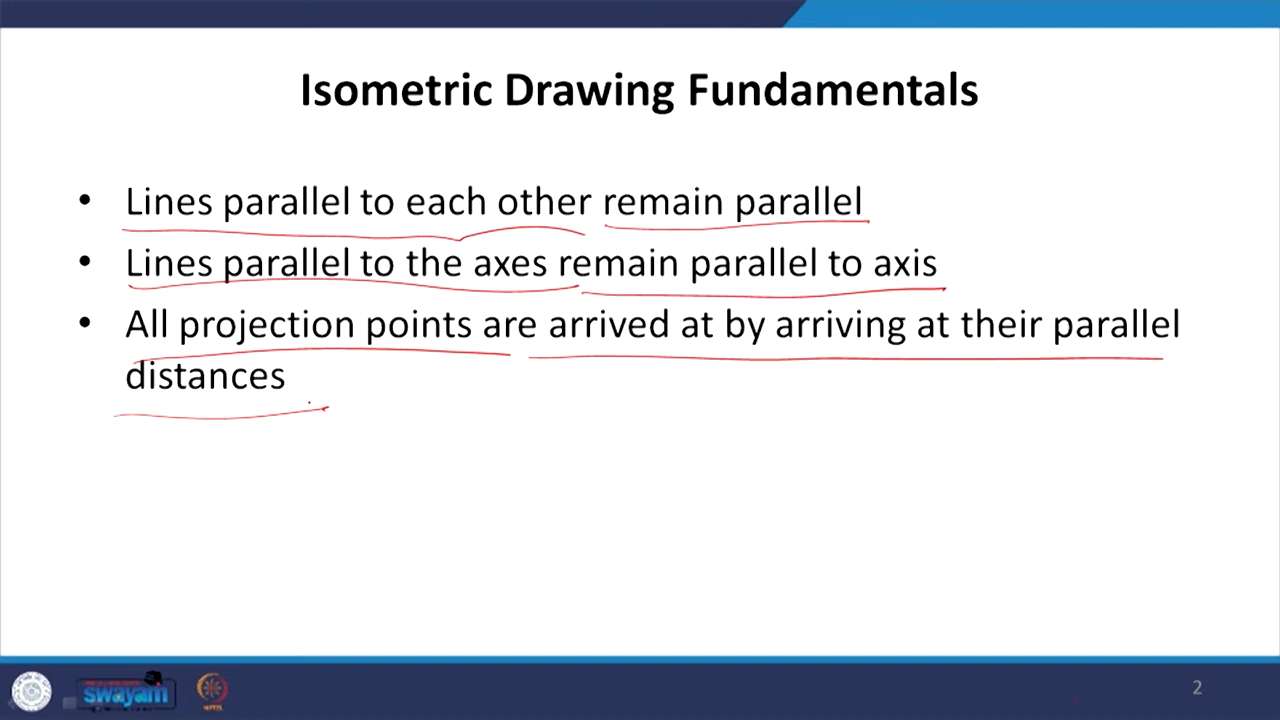 Isometric Drawing Fundamentals
• Lines parallel to each other remain parallel
• Lines parallel to the axes remain parallel to axis
• All projection points are arrived at by arriving at their parallel
distances
swayam
2